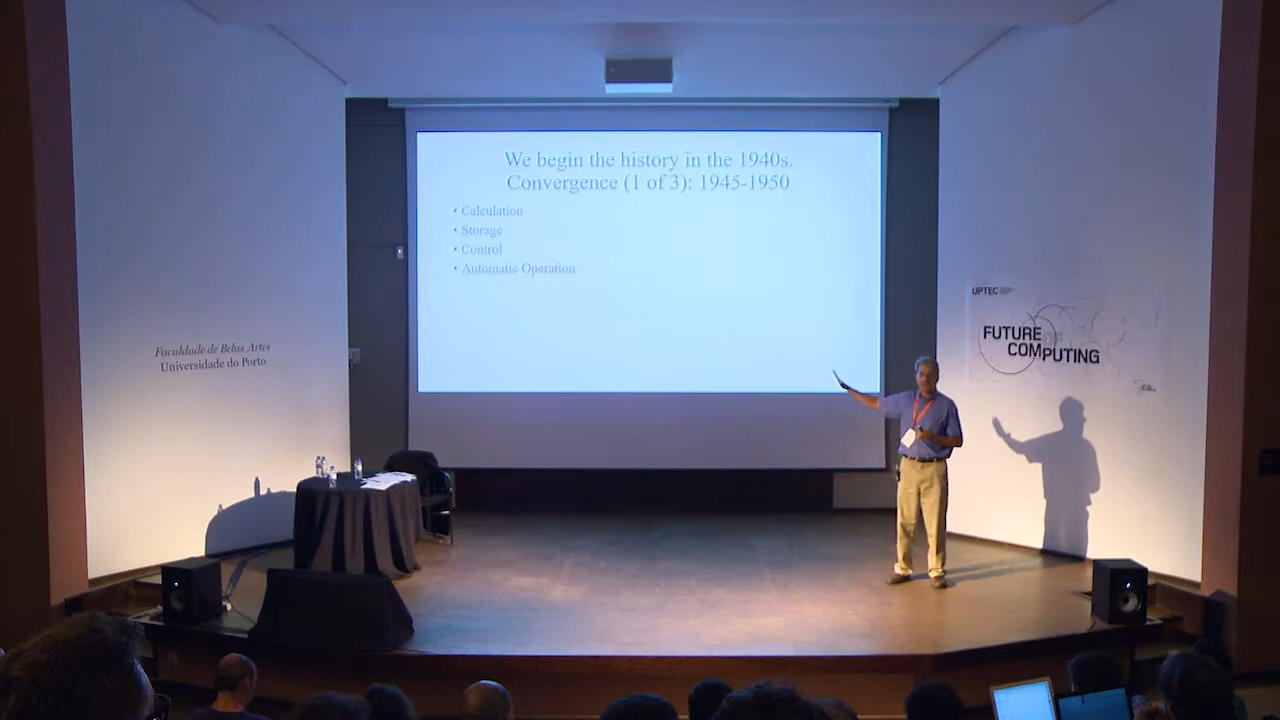 We begin the history in the 1940s.
Convergence (1 of 3): 1945-1950
• Calculation
• Storage
• Control
• Automatic Operation
Faculdade de Belas Artes
Universidade do Porto
UPTEC
FUTURE OF
COMPUTING